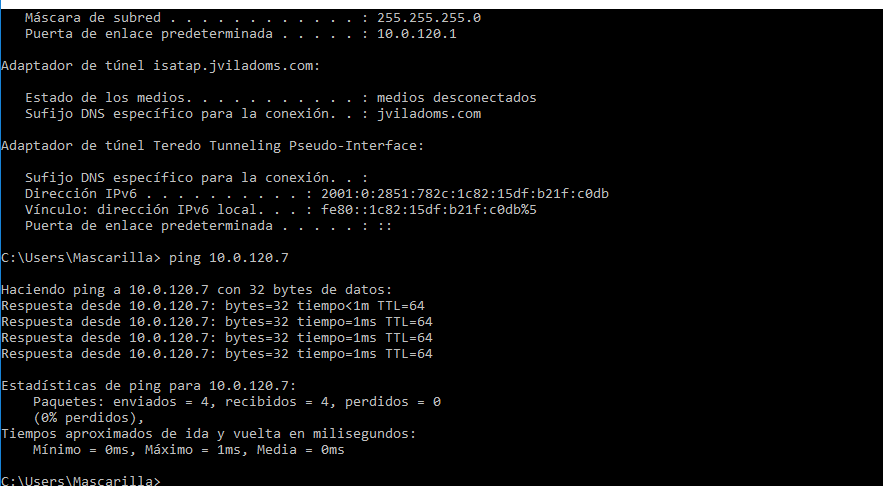 Máscara de subred . . . . . . . . . . . . : 255.255.255.0
Puerta de enlace predeterminada . . . . . : 10.0.120.1
Adaptador de túnel isatap.jviladoms.com:
Estado de los medios. . . . . . . . . . . : medios desconectados
Sufijo DNS específico para la conexión. . : jviladoms.com
Adaptador de túnel Teredo Tunneling Pseudo-Interface:
Sufijo DNS específico para la conexión. . :
Dirección IPv6 . . . . . . . . . . : 2001:0:2851:782c:1c82:15df:b21f:c0db
Vínculo: dirección IPv6 local. . . : fe80::1c82:15df:b21f:c0db%5
Puerta de enlace predeterminada . . . . . : ::
C:\Users\Mascarilla> ping 10.0.120.7
Haciendo ping a 10.0.120.7 con 32 bytes de datos:
Respuesta desde 10.0.120.7: bytes=32 tiempo<1m TTL=64
Respuesta desde 10.0.120.7: bytes=32 tiempo=1ms TTL=64
Respuesta desde 10.0.120.7: bytes=32 tiempo=1ms TTL=64
Respuesta desde 10.0.120.7: bytes=32 tiempo=1ms TTL=64
Estadísticas de ping para 10.0.120.7:
Paquetes: enviados = 4, recibidos = 4, perdidos = 0
(0% perdidos),
Tiempos aproximados de ida y vuelta en milisegundos:
Mínimo = 0ms, Máximo = 1ms, Media = 0ms
C:\Users\Mascarilla>